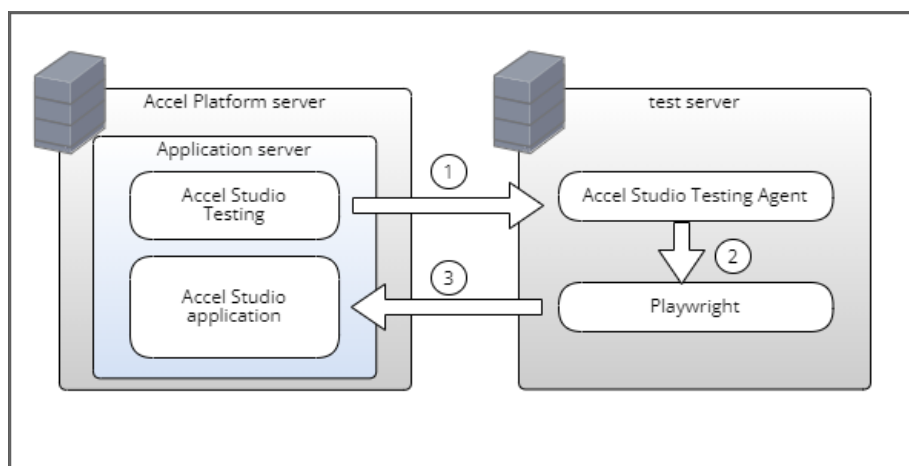 Accel Platform server
Application server
Accel Studio
Testing
Accel Studio
application
1
3
test server
Accel Studio Testing Agent
2
Playwright